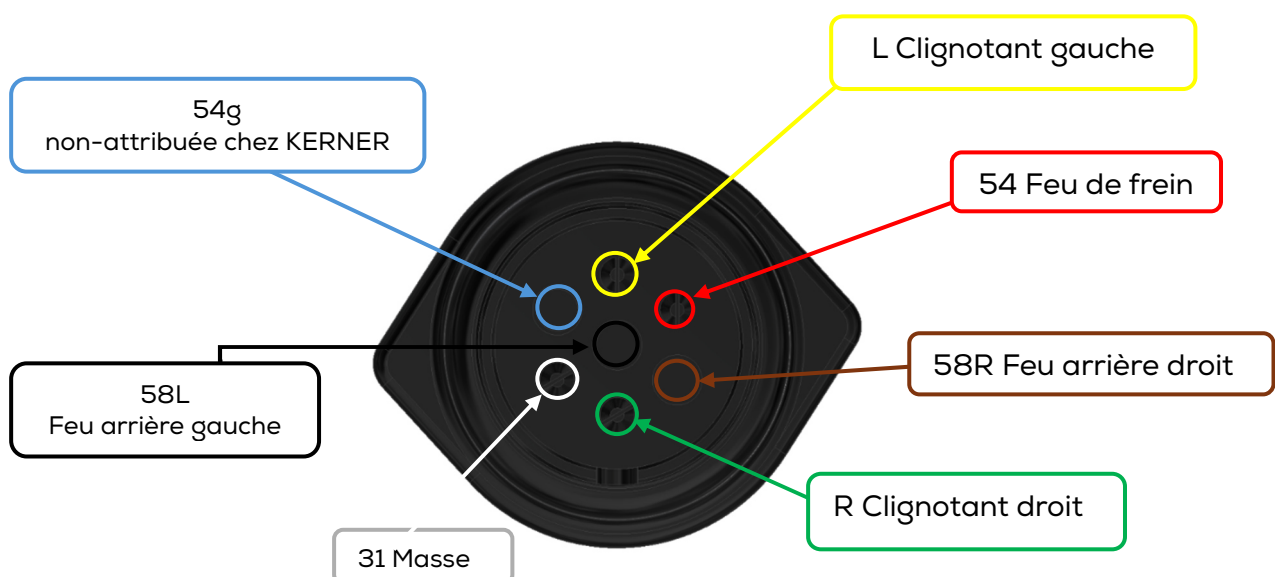 L Clignotant gauche
54g
non-attribuée chez KERNER
54 Feu de frein
58R Feu arrière droit
58L
Feu arrière gauche
R Clignotant droit
31 Masse